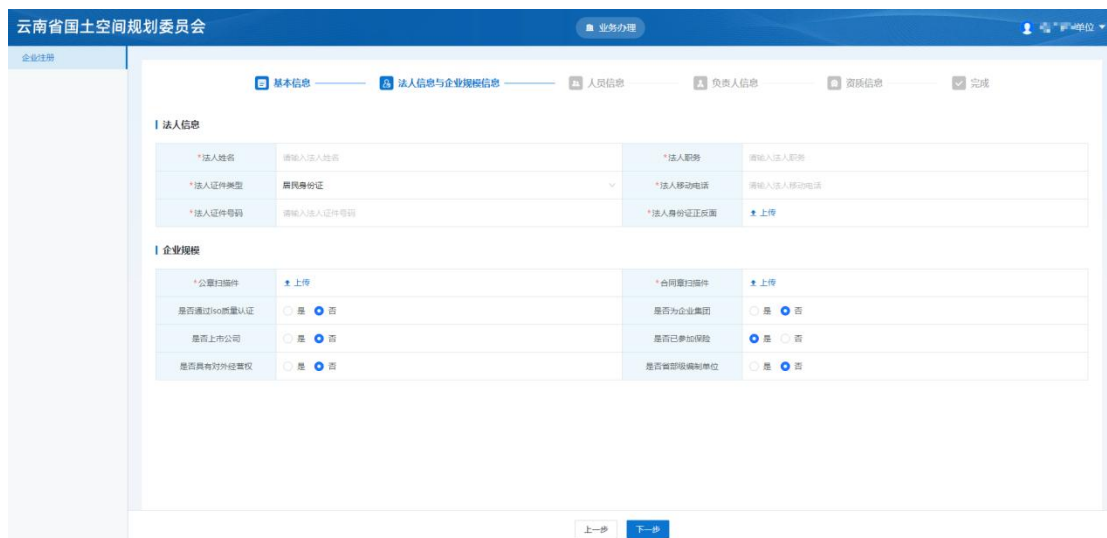 云南省国土空间规划委员会 业务办理 单位
企业注册
基本信息 法人信息与企业规模信息 人员信息 负责人信息 资质信息 完成
法人信息
*法人姓名 请输入法人姓名 *法人职务 请输入法人职务
*法人证件类型 居民身份证 *法人移动电话 请输入法人移动电话
*法人证件号码 请输入法人证件号码 *法人身份证正反面 上传
企业规模
*公章扫描件 上传 *合同章扫描件 上传
是否通过iso质量认证 是 否 是否为企业集团 是 否
是否上市公司 是 否 是否已参加保险 是 否
是否具有对外经营权 是 否 是否省部级编制单位 是 否
上一步 下一步